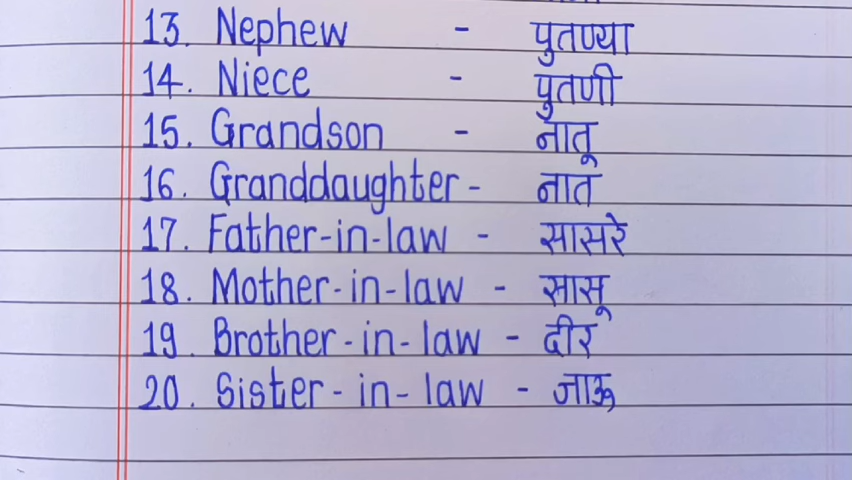 13. Nephew - पुतण्या
14. Niece - पुतणी
15. Grandson - नातू
16. Granddaughter - नात
17. Father-in-law - सासरे
18. Mother-in-law - सासू
19. Brother-in-law - दीर
20. Sister-in-law - जाऊ